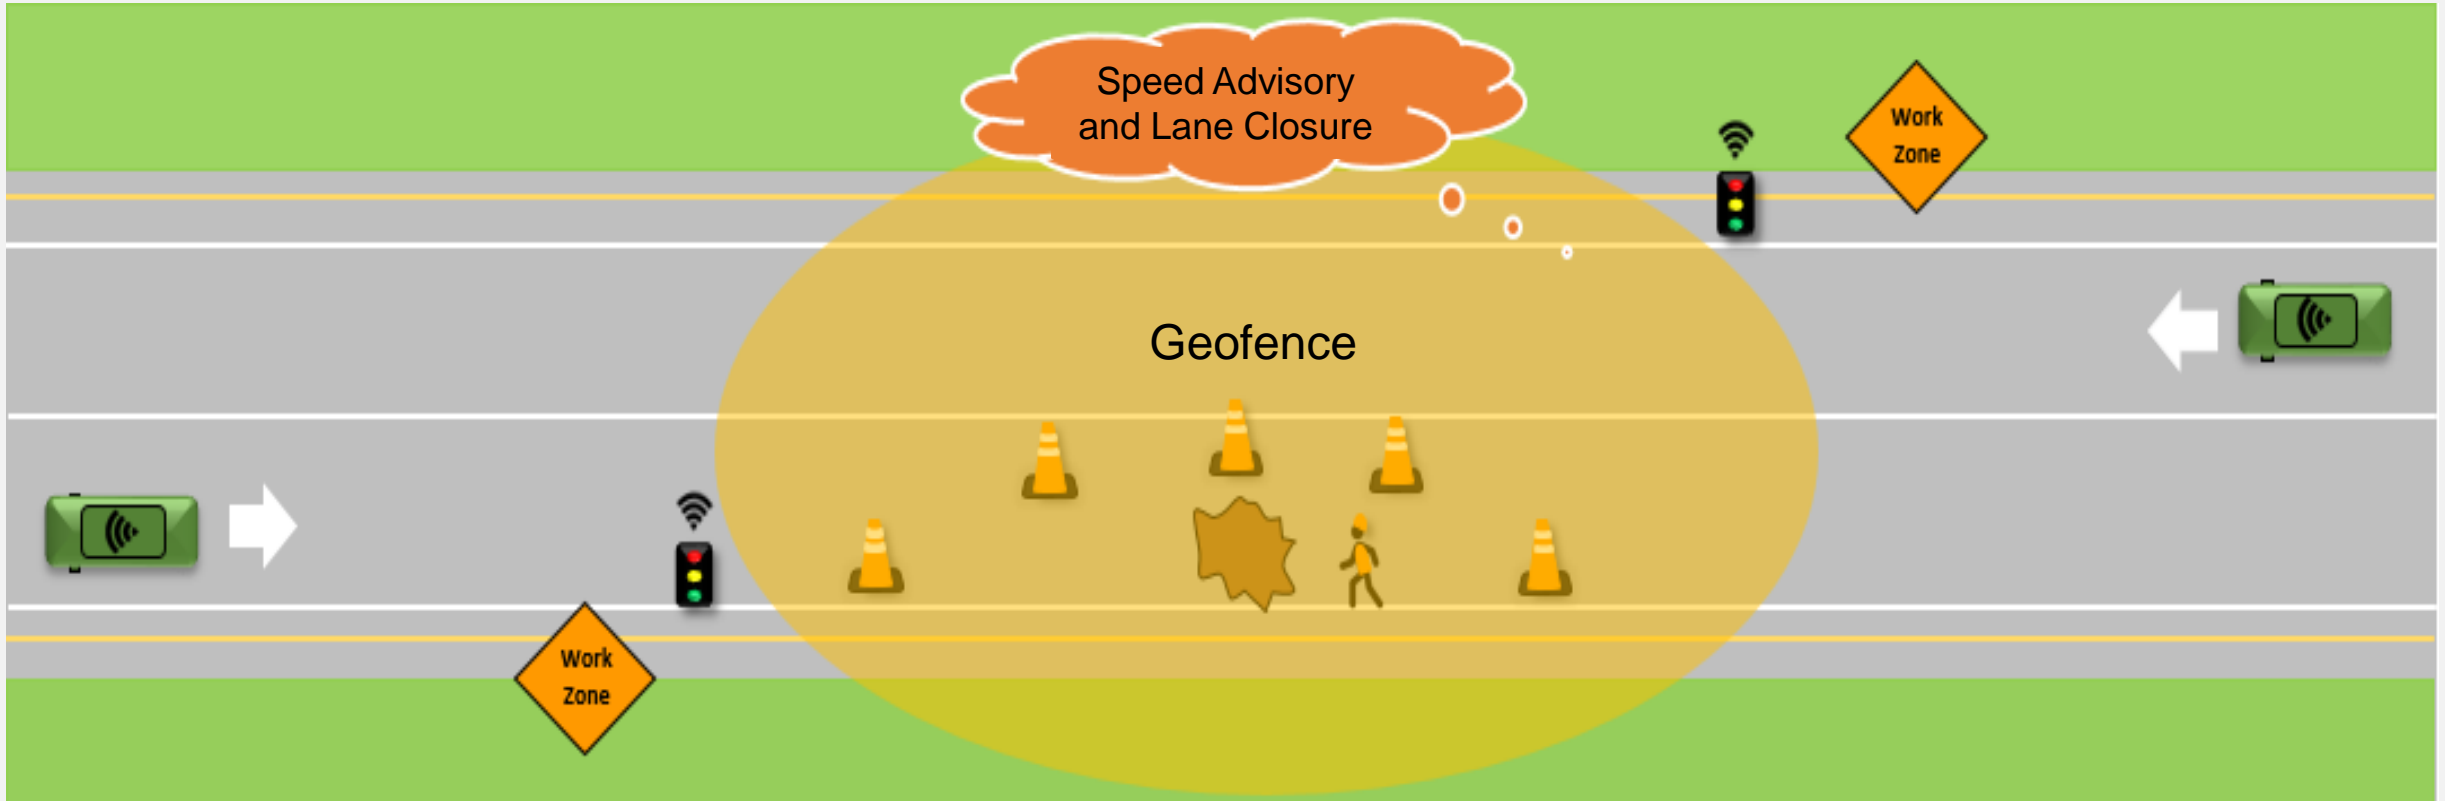 Speed Advisory
and Lane Closure
Work
Zone
Geofence
Work
Zone